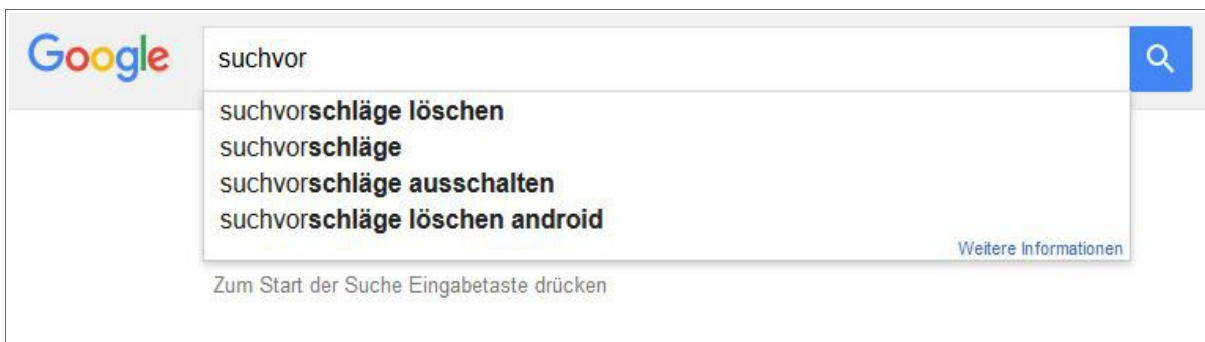 Google suchvor
suchvorschläge löschen
suchvorschläge
suchvorschläge ausschalten
suchvorschläge löschen android
Weitere Informationen
Zum Start der Suche Eingabetaste drücken